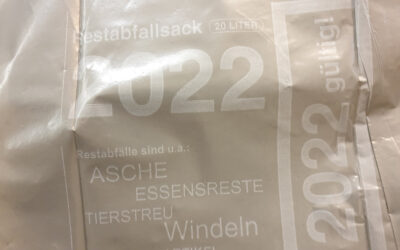 Restabfallsack 20 LITER
2022
Restabfälle sind u.a.:
ASCHE
ESSENSRESTE
TIERSTREU
Windeln
2022 gültig!